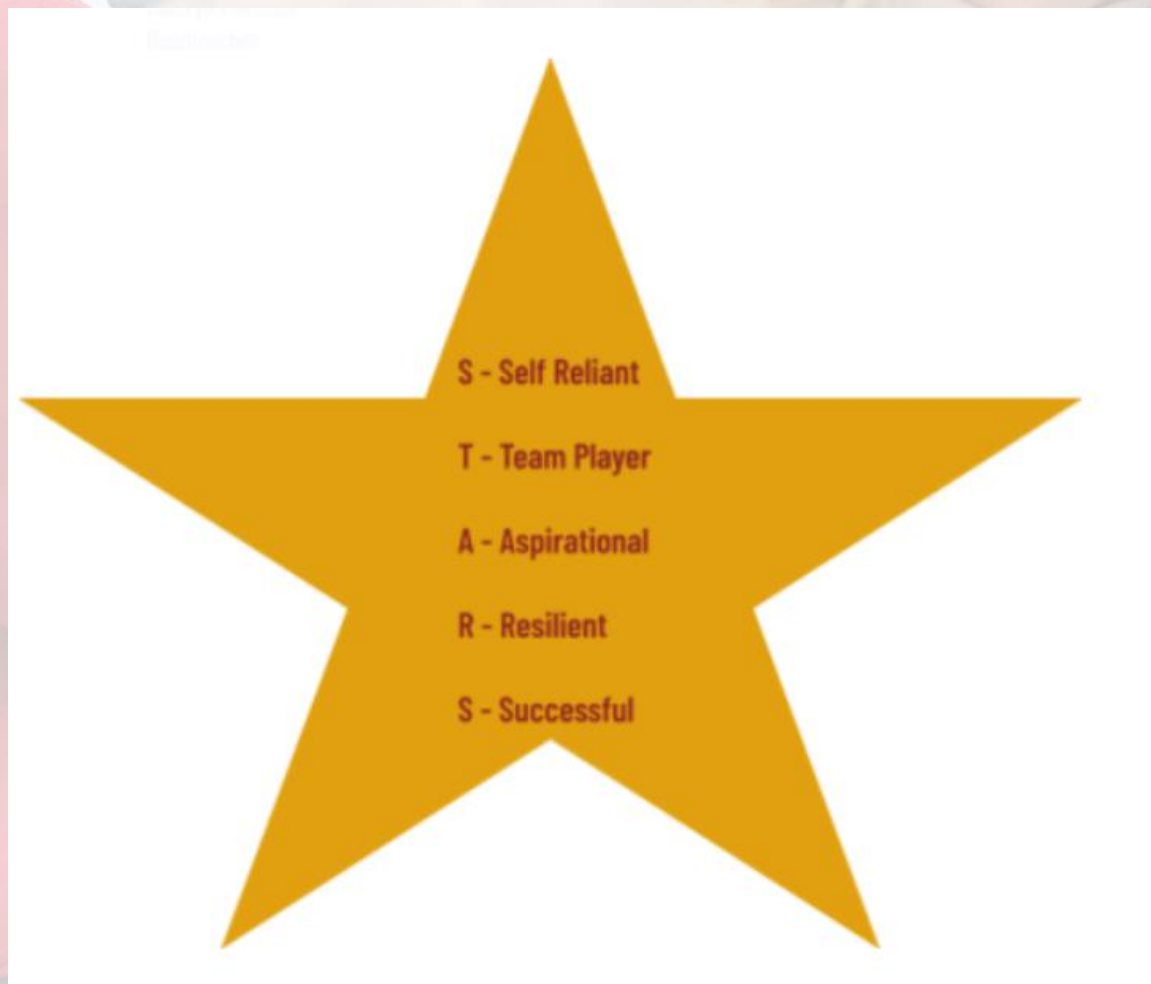 S - Self Reliant
T - Team Player
A - Aspirational
R - Resilient
S - Successful